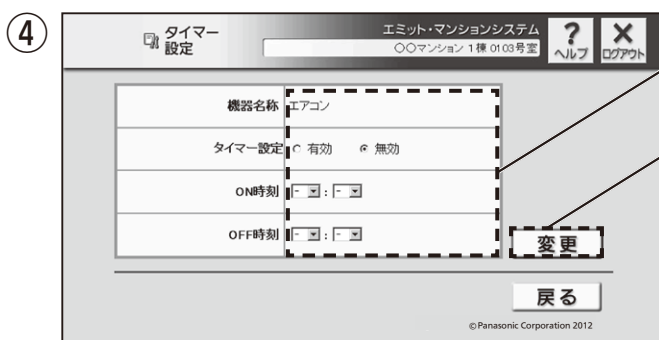 ④
タイマー
設定
エミット・マンションシステム
○○マンション 1棟 0103号室
?
ヘルプ
×
ログアウト
機器名称 エアコン
タイマー設定 有効 無効
ON時刻 - : -
OFF時刻 - : -
変更
戻る
©Panasonic Corporation 2012